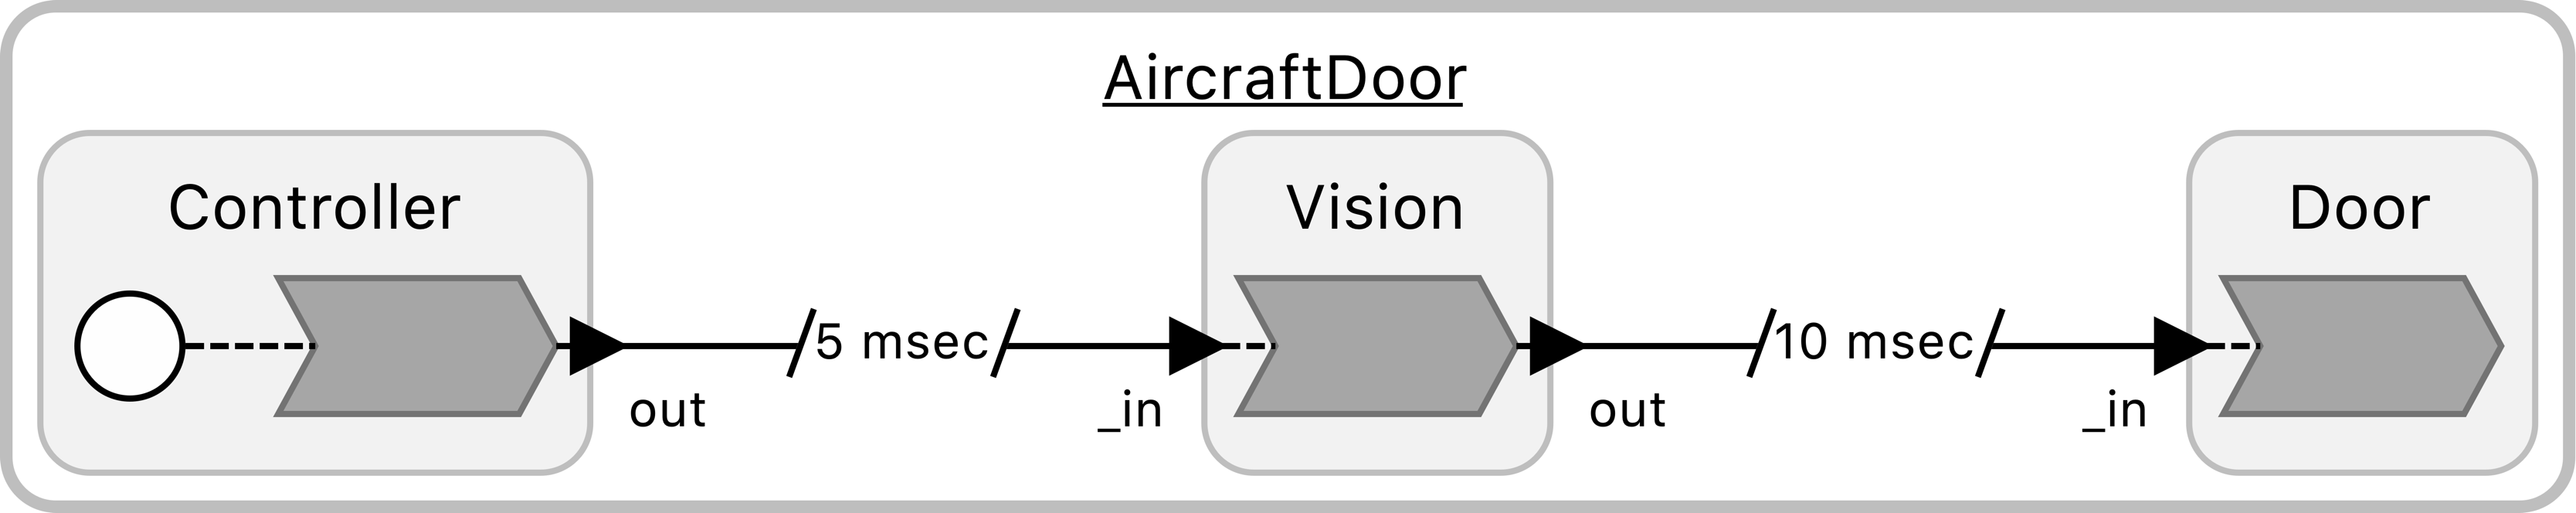 AircraftDoor
Controller
Vision
Door
5 msec
10 msec
out
_in
out
_in